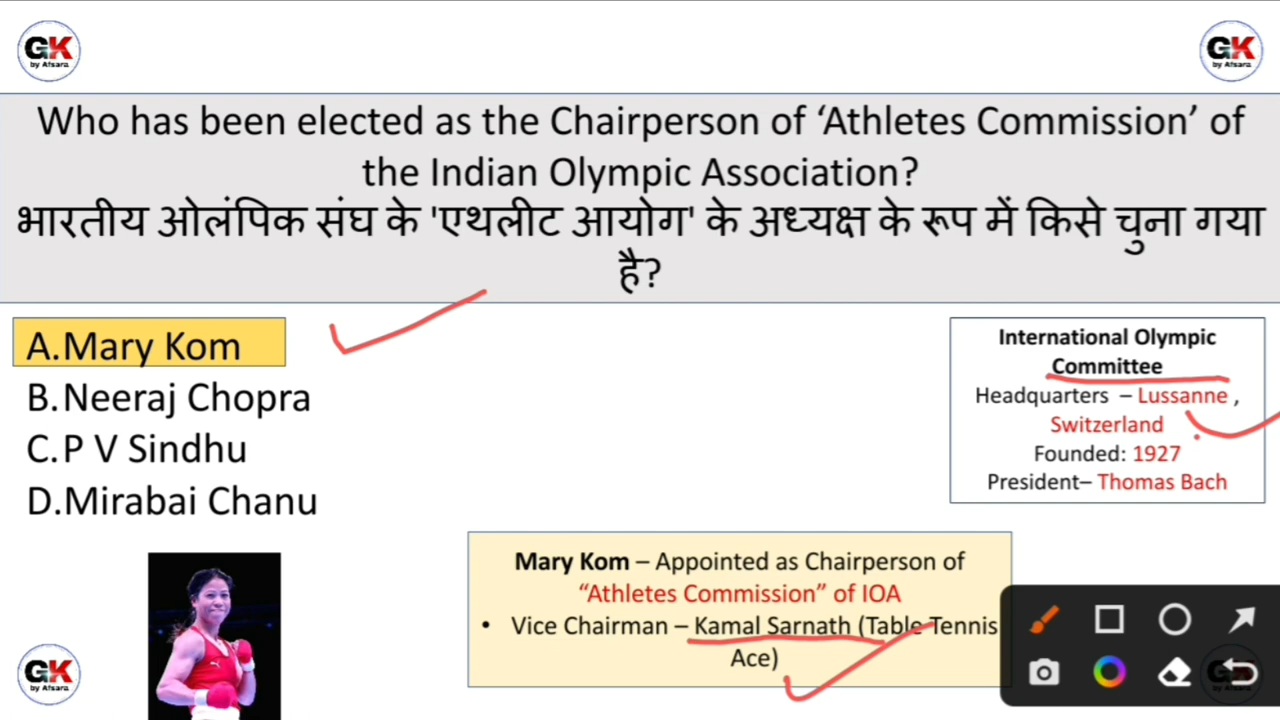 GK
by Afsara
GK
by Afsara
Who has been elected as the Chairperson of ‘Athletes Commission’ of
the Indian Olympic Association?
भारतीय ओलंपिक संघ के 'एथलीट आयोग' के अध्यक्ष के रूप में किसे चुना गया
है?
A.Mary Kom
B.Neeraj Chopra
C.P V Sindhu
D.Mirabai Chanu
International Olympic
Committee
Headquarters – Lussanne ,
Switzerland
Founded: 1927
President– Thomas Bach
Mary Kom – Appointed as Chairperson of
“Athletes Commission” of IOA
• Vice Chairman – Kamal Sarnath (Table Tennis
Ace)
GK
by Afsara
GK
by Afsara